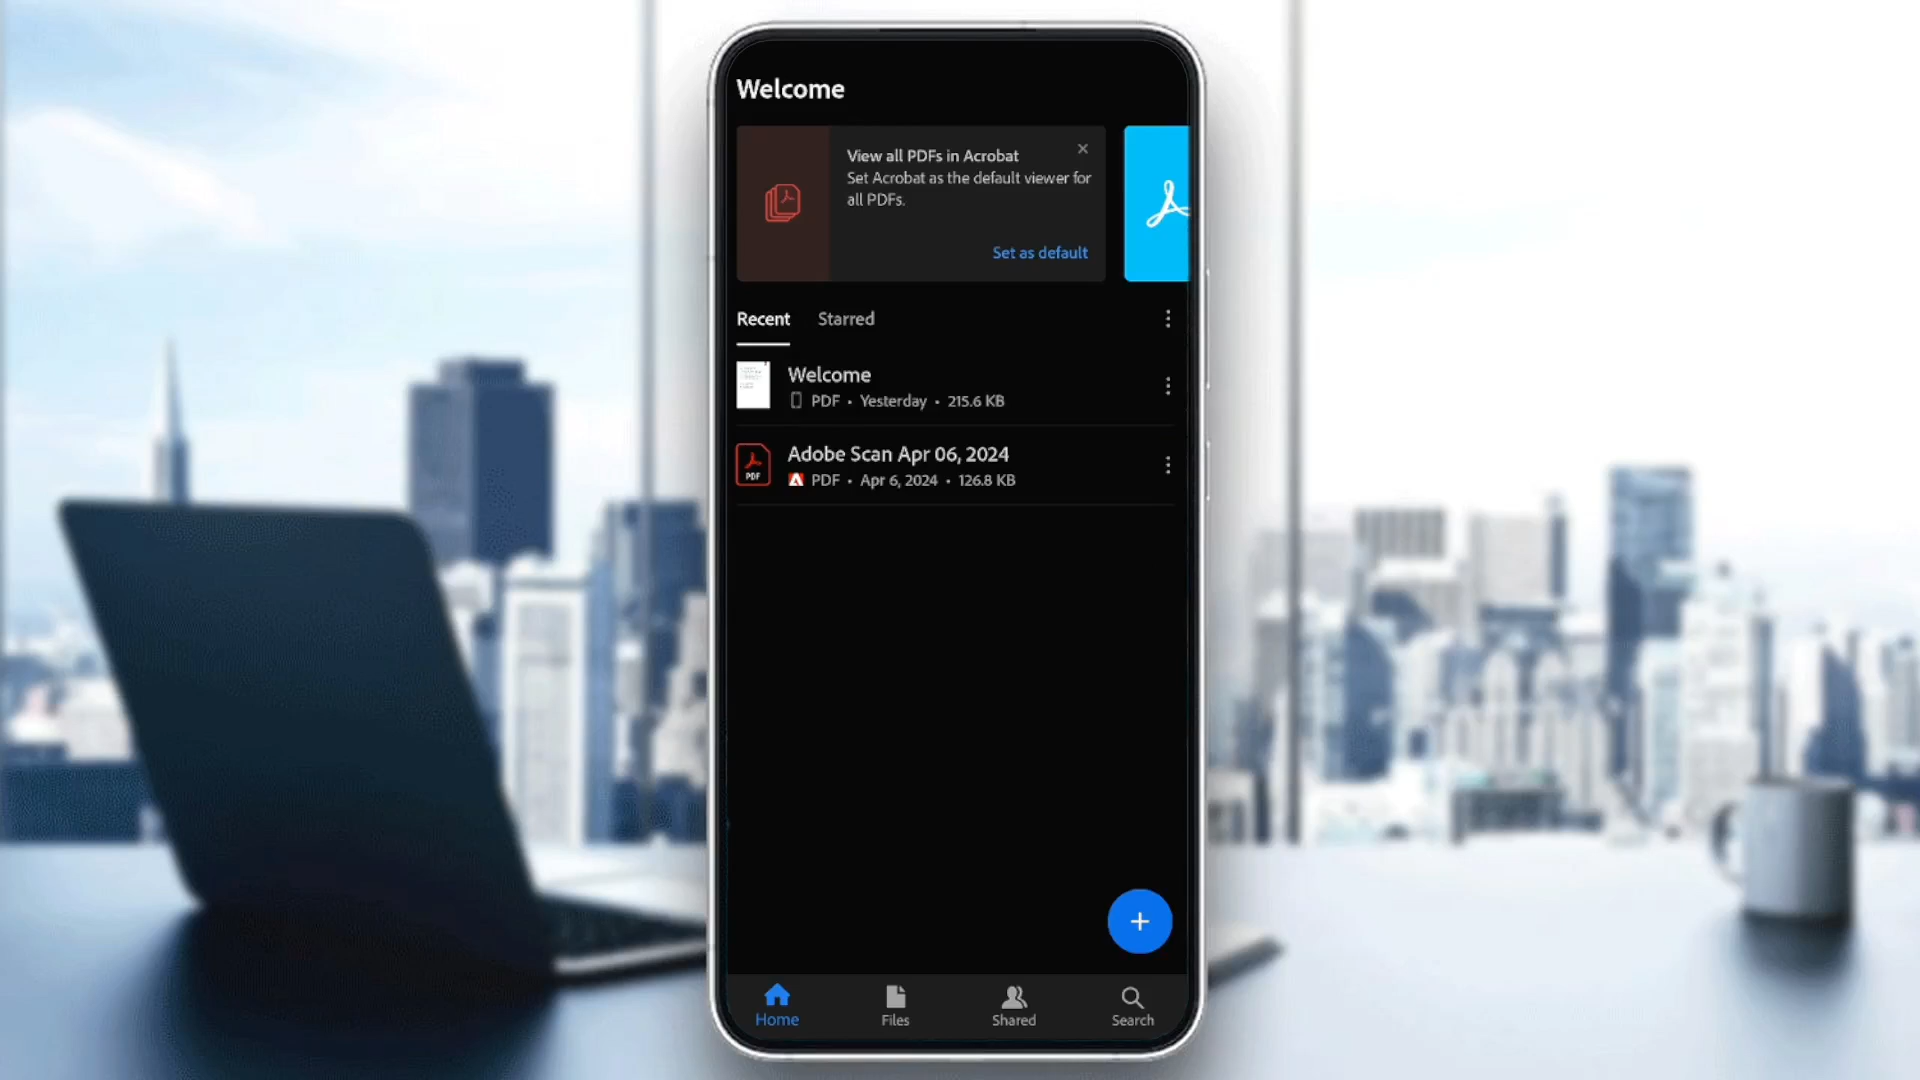 Welcome
View all PDFs in Acrobat
Set Acrobat as the default viewer for
all PDFs.
Set as default
Recent
Starred
Welcome
PDF • Yesterday • 215.6 KB
PDF
Adobe Scan Apr 06, 2024
PDF • Apr 6, 2024 • 126.8 KB
Home
Files
Shared
Search